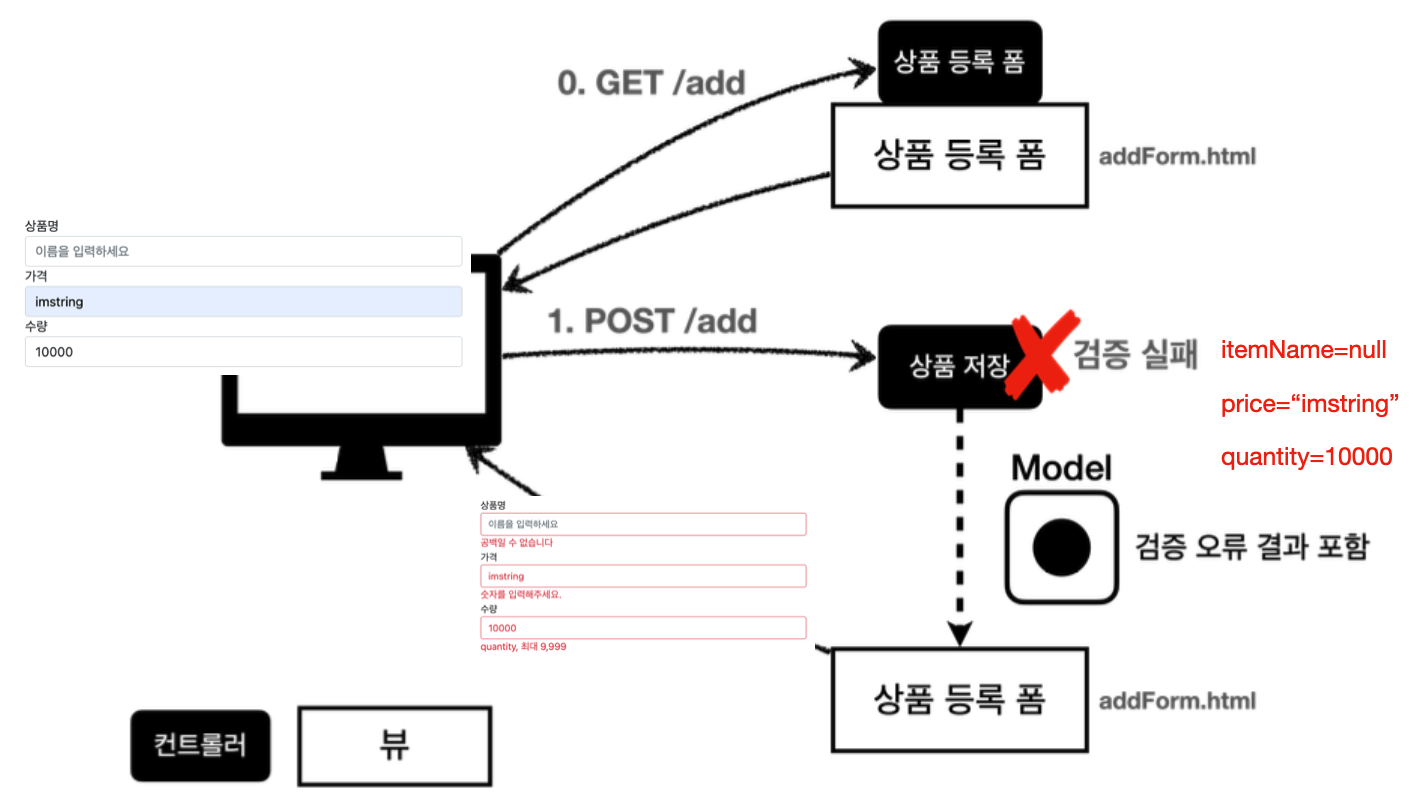 상품 등록 폼
0. GET /add
상품 등록 폼
addForm.html
상품명
이름을 입력하세요
가격
imstring
수량
10000
1. POST /add
상품 저장
검증 실패
itemName=null
price=“imstring”
quantity=10000
Model
검증 오류 결과 포함
상품명
이름을 입력하세요
공백일 수 없습니다
가격
imstring
숫자를 입력해주세요.
수량
10000
quantity, 최대 9,999
상품 등록 폼
addForm.html
컨트롤러
뷰